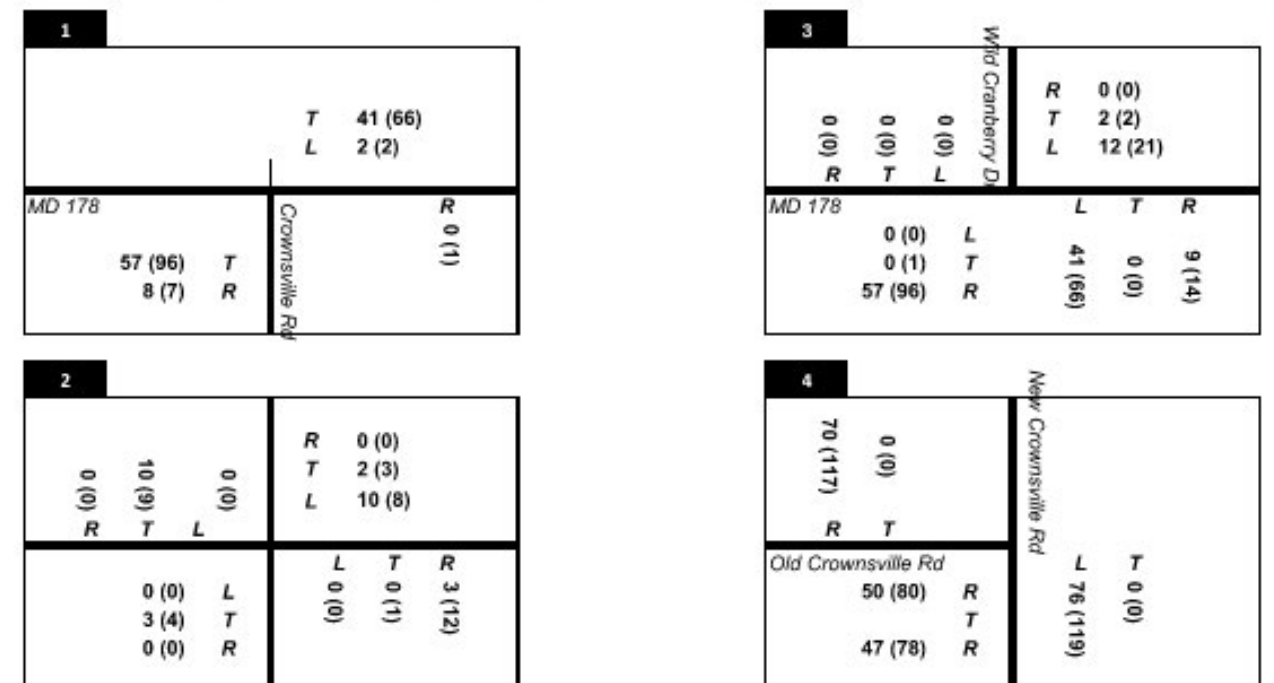 1
T 41 (66)
L 2 (2)
MD 178
Crownsville Rd
R
0 (1)
57 (96) T
8 (7) R
3
Wild Cranberry Dr
0 (0) 0 (0) 0 (0)
R T L
R 0 (0)
T 2 (2)
L 12 (21)
MD 178
0 (0) L
0 (1) T
57 (96) R
L T R
41 (66) 0 (0) 9 (14)
2
0 (0) 10 (9) 0 (0)
R T L
R 0 (0)
T 2 (3)
L 10 (8)
0 (0) L
3 (4) T
0 (0) R
L T R
0 (0) 0 (1) 3 (12)
4
70 (117) 0 (0)
R T
New Crownsville Rd
Old Crownsville Rd
50 (80) R
T
47 (78) R
L T
76 (119) 0 (0)